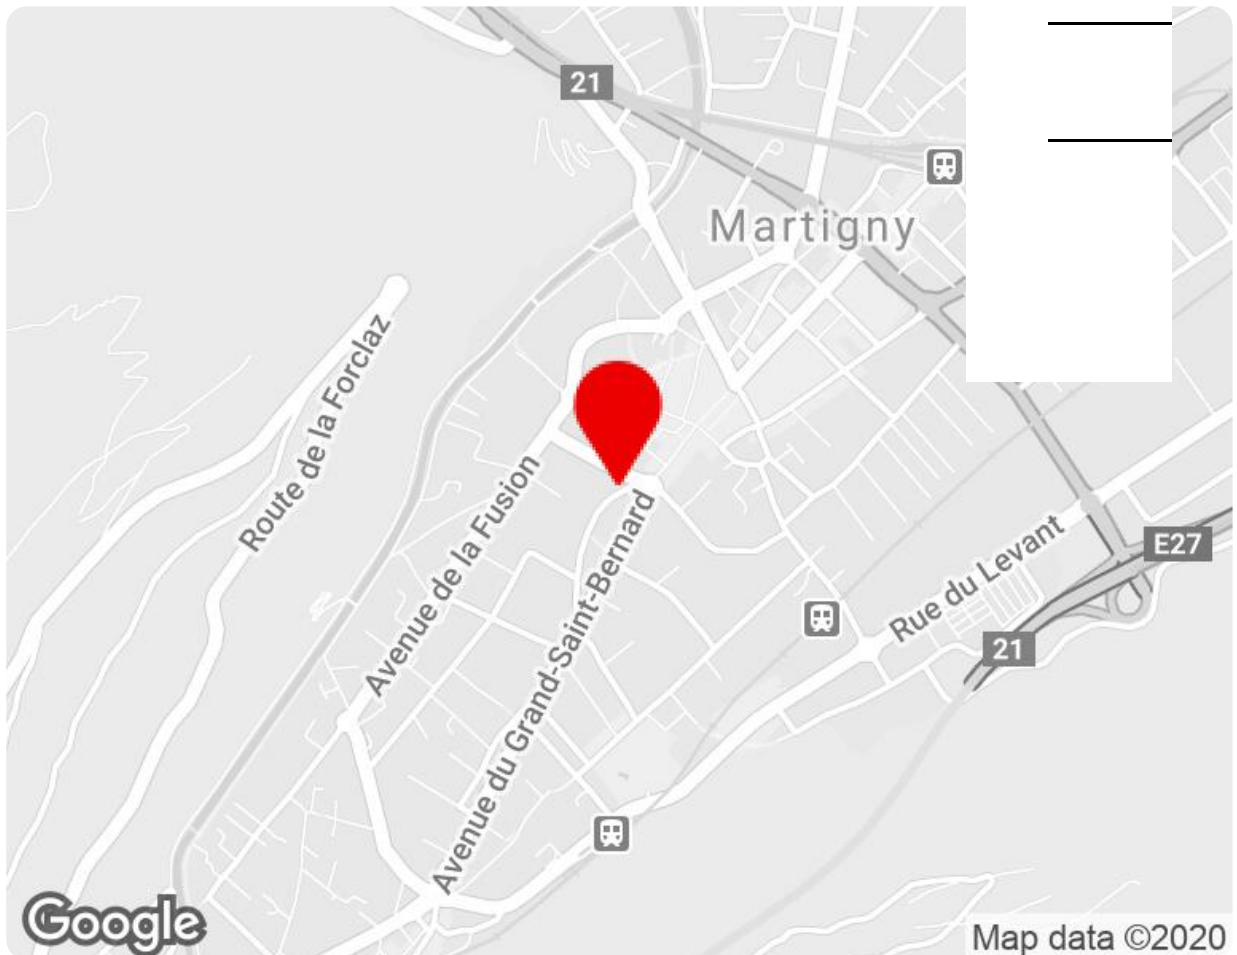 21
Martigny
Route de la Forclaz
Avenue de la Fusion
Avenue du Grand-Saint-Bernard
Rue du Levant
E27
21
Google
Map data ©2020